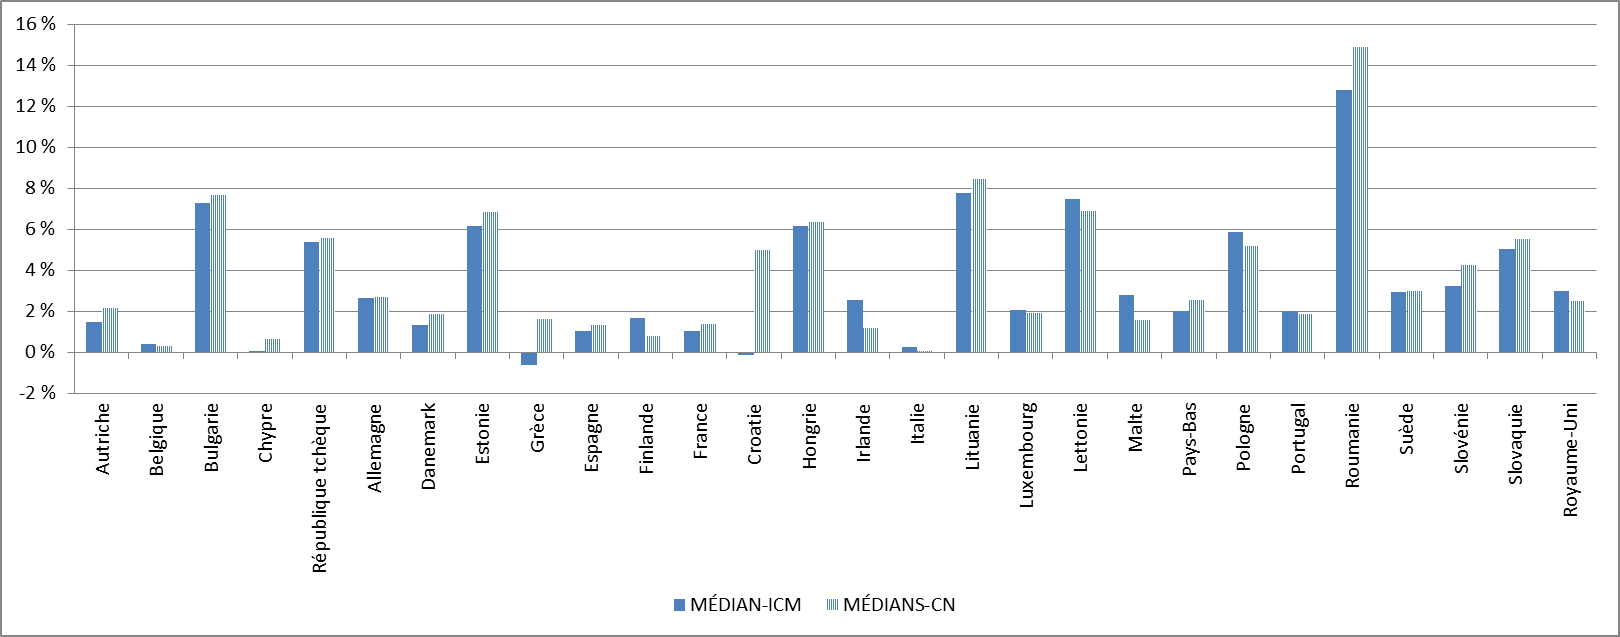 16 %
14 %
12 %
10 %
8 %
6 %
4 %
2 %
0 %
-2 %
Autriche
Belgique
Bulgarie
Chypre
République tchèque
Allemagne
Danemark
Estonie
Grèce
Espagne
Finlande
France
Croatie
Hongrie
Irlande
Italie
Lituanie
Luxembourg
Lettonie
Malte
Pays-Bas
Pologne
Portugal
Roumanie
Suède
Slovénie
Slovaquie
Royaume-Uni
MÉDIAN-ICM MÉDIANS-CN